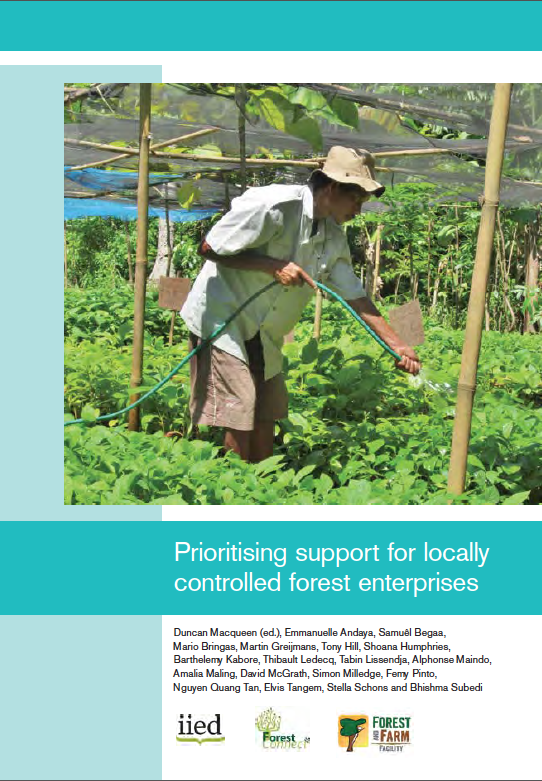 Prioritising support for locally
controlled forest enterprises
Duncan Macqueen (ed.), Emmanuelle Andaya, Samuèl Begaa,
Mario Bringas, Martin Greijmans, Tony Hill, Shoana Humphries,
Barthelemy Kabore, Thibault Ledecq, Tabin Lissendja, Alphonse Maindo,
Amalia Maling, David McGrath, Simon Milledge, Femy Pinto,
Nguyen Quang Tan, Elvis Tangem, Stella Schons and Bhishma Subedi
iied
Forest
Connect
FOREST
AND FARM
FACILITY